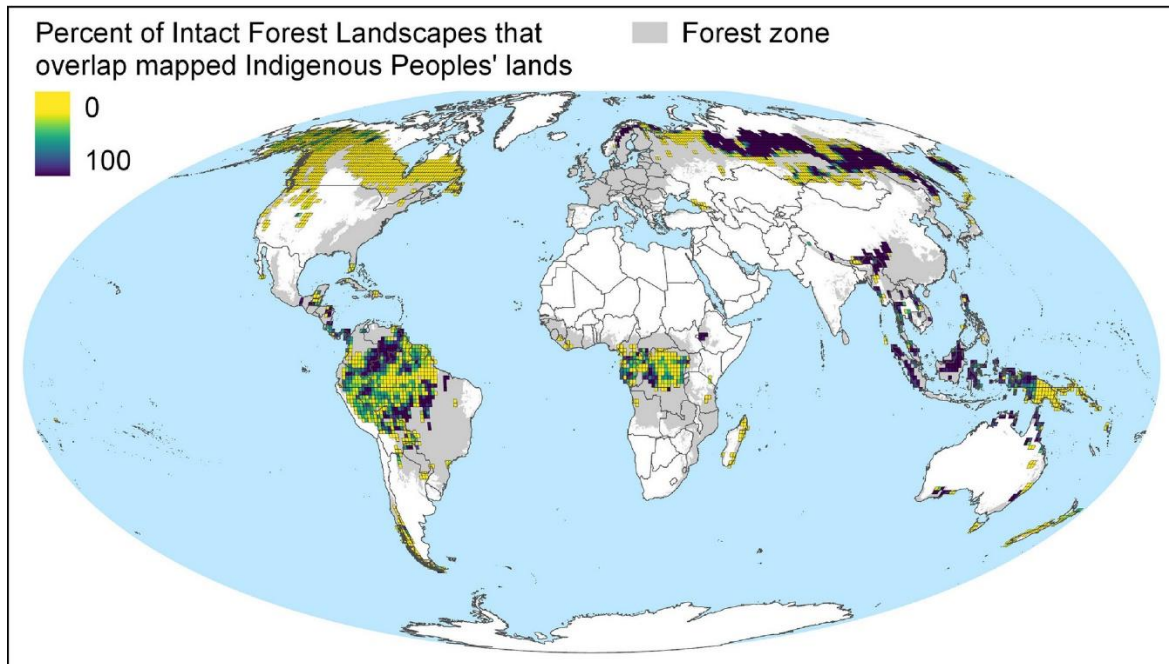 Percent of Intact Forest Landscapes that
overlap mapped Indigenous Peoples' lands
0
100
Forest zone